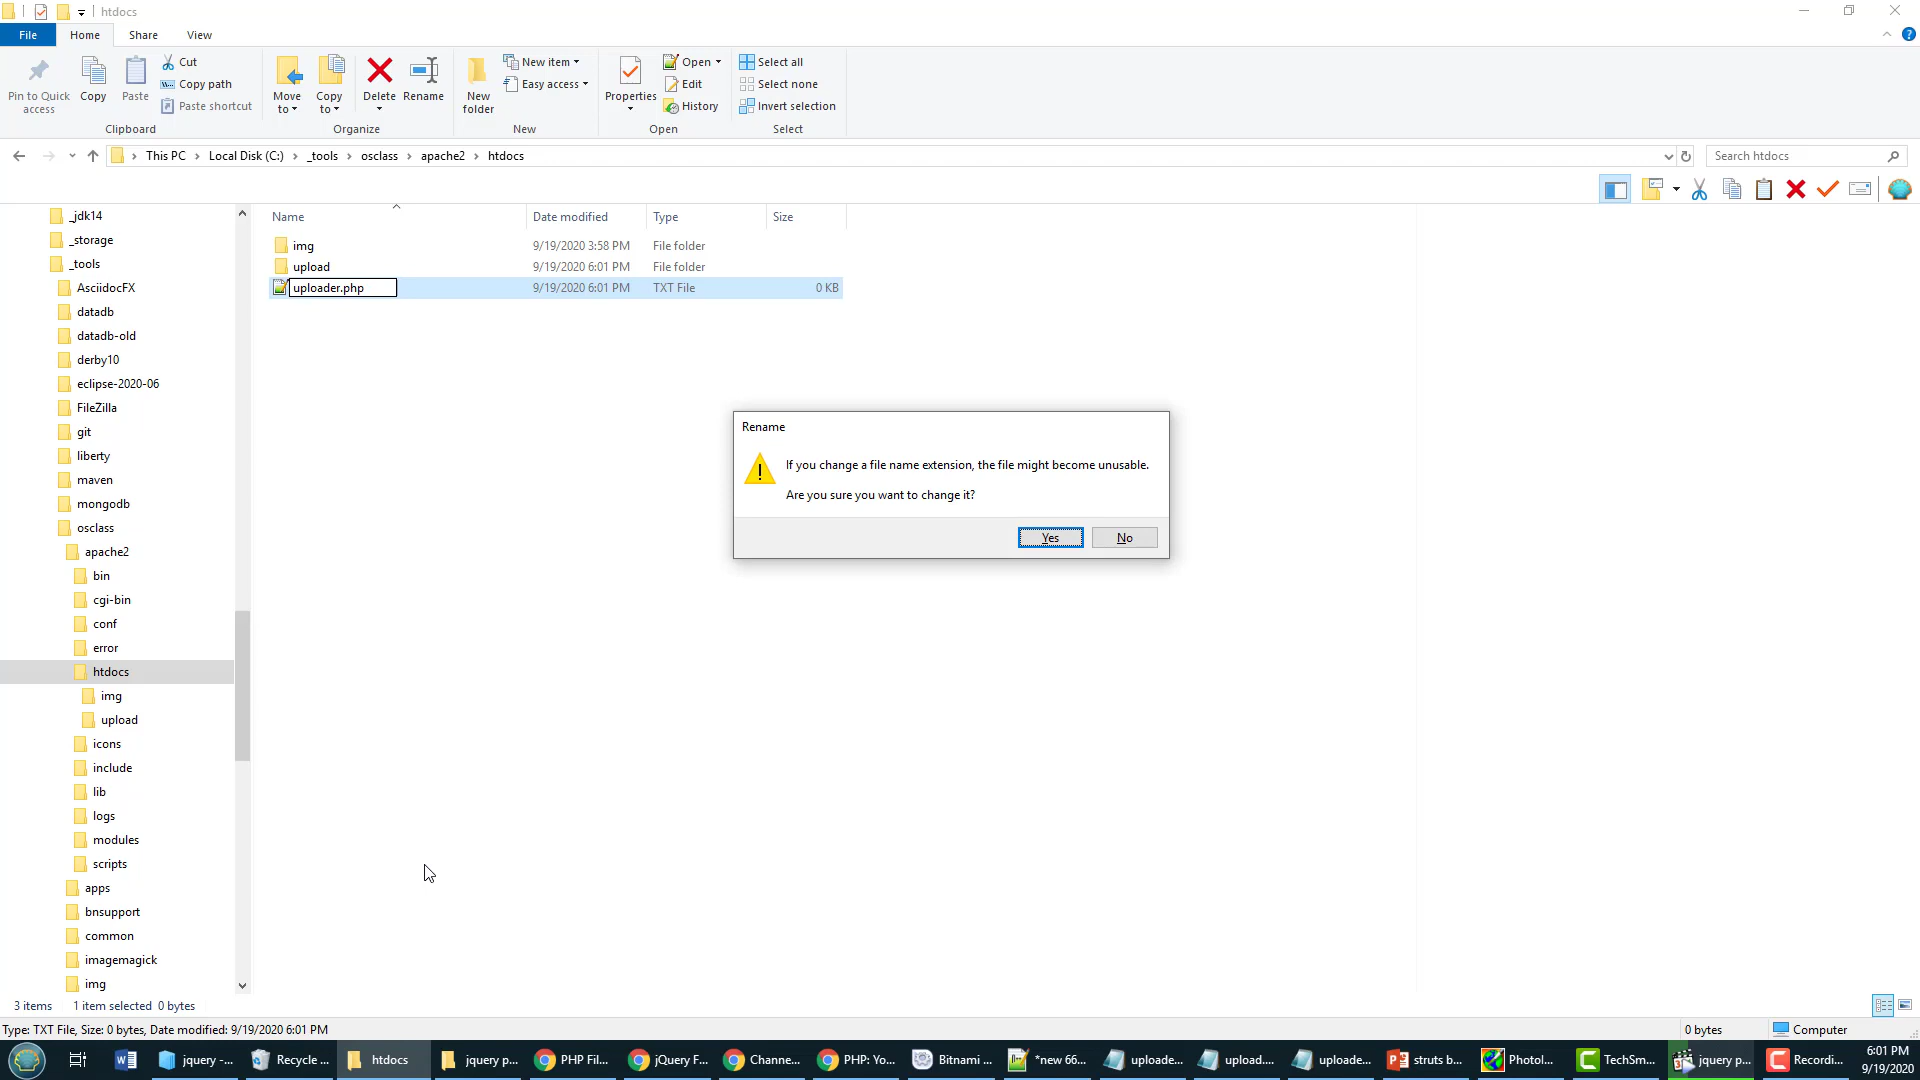 htdocs
File Home Share View
Pin to Quick access
Copy
Paste
Cut
Copy path
Paste shortcut
Clipboard
Move to
Copy to
Delete
Rename
Organize
New folder
New item
Easy access
New
Properties
Open
Edit
History
Open
Select all
Select none
Invert selection
Select
This PC > Local Disk (C:) > _tools > osclass > apache2 > htdocs
Search htdocs
Name Date modified Type Size
img 9/19/2020 3:58 PM File folder
upload 9/19/2020 6:01 PM File folder
uploader.php 9/19/2020 6:01 PM TXT File 0 KB
_jdk14
_storage
_tools
AsciidocFX
datadb
datadb-old
derby10
eclipse-2020-06
FileZilla
git
liberty
maven
mongodb
osclass
apache2
bin
cgi-bin
conf
error
htdocs
img
upload
icons
include
lib
logs
modules
scripts
apps
bnsupport
common
imagemagick
img
Rename
If you change a file name extension, the file might become unusable.
Are you sure you want to change it?
Yes No
3 items 1 item selected 0 bytes
Type: TXT File, Size: 0 bytes, Date modified: 9/19/2020 6:01 PM 0 bytes Computer
jquery -... Recycle ... htdocs jquery p... PHP Fil... jQuery F... Channe... PHP: Yo... Bitnami ... *new 66... uploade... upload.... uploade... struts b... Photol... TechSm... jquery p... Recordi...
6:01 PM
9/19/2020